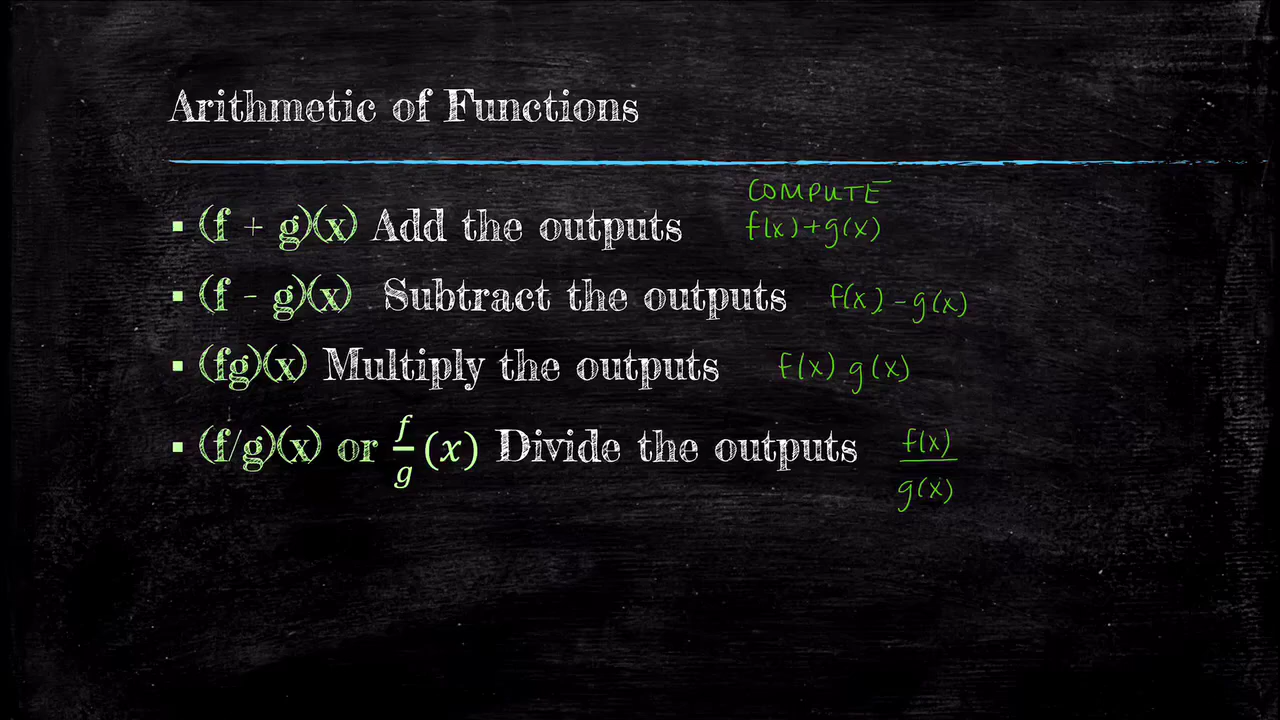 Arithmetic of Functions
COMPUTE
▪ (f + g)(x) Add the outputs f(x)+g(x)
▪ (f - g)(x) Subtract the outputs f(x) - g(x)
▪ (fg)(x) Multiply the outputs f(x) g(x)
▪ (f/g)(x) or f/g (x) Divide the outputs f(x)/g(x)